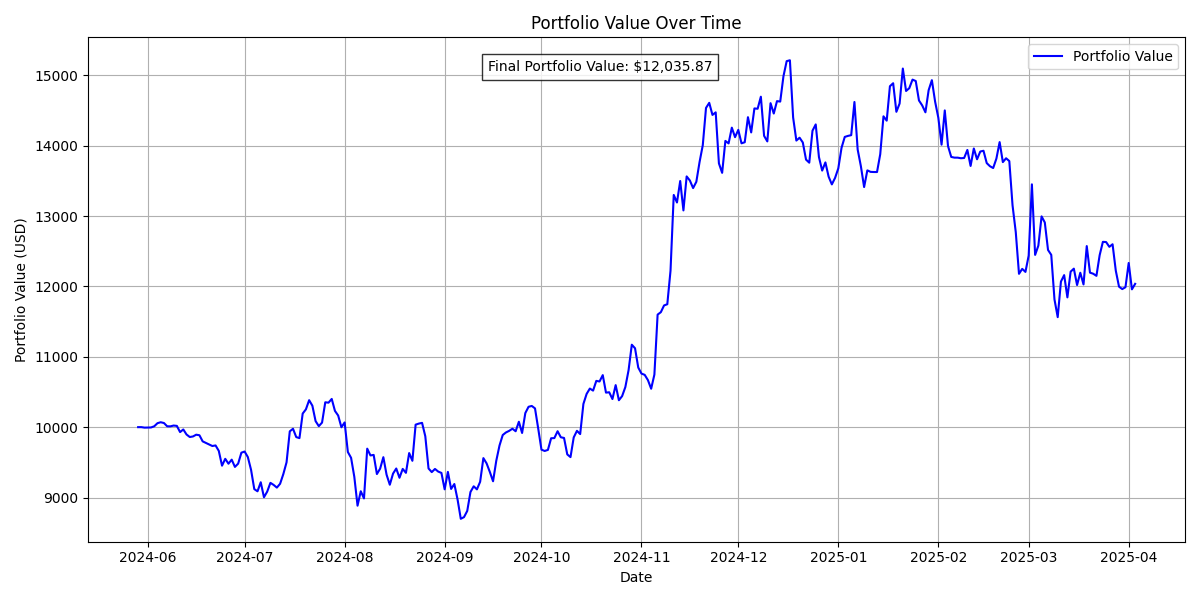 Portfolio Value Over Time
Final Portfolio Value: $12,035.87
Portfolio Value
Portfolio Value (USD)
15000
14000
13000
12000
11000
10000
9000
2024-06 2024-07 2024-08 2024-09 2024-10 2024-11 2024-12 2025-01 2025-02 2025-03 2025-04
Date